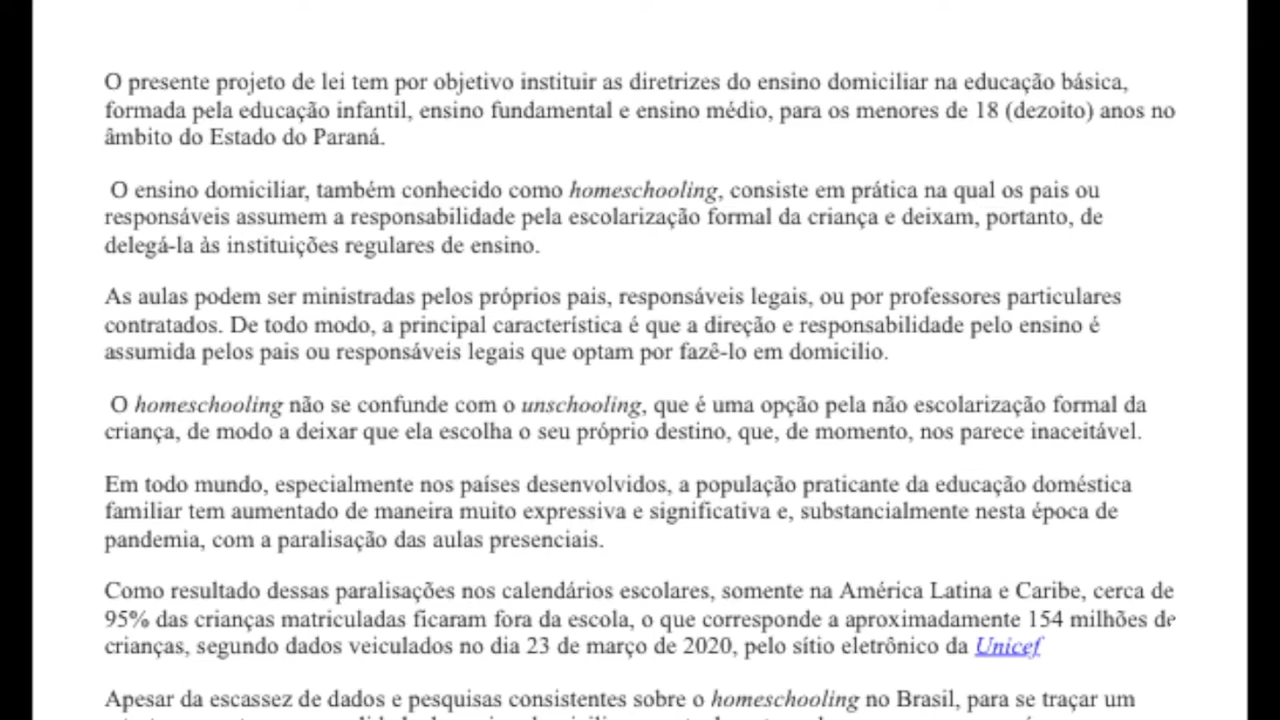 O presente projeto de lei tem por objetivo instituir as diretrizes do ensino domiciliar na educação básica,
formada pela educação infantil, ensino fundamental e ensino médio, para os menores de 18 (dezoito) anos no
âmbito do Estado do Paraná.
O ensino domiciliar, também conhecido como homeschooling, consiste em prática na qual os pais ou
responsáveis assumem a responsabilidade pela escolarização formal da criança e deixam, portanto, de
delegá-la às instituições regulares de ensino.
As aulas podem ser ministradas pelos próprios pais, responsáveis legais, ou por professores particulares
contratados. De todo modo, a principal característica é que a direção e responsabilidade pelo ensino é
assumida pelos pais ou responsáveis legais que optam por fazê-lo em domicilio.
O homeschooling não se confunde com o unschooling, que é uma opção pela não escolarização formal da
criança, de modo a deixar que ela escolha o seu próprio destino, que, de momento, nos parece inaceitável.
Em todo mundo, especialmente nos países desenvolvidos, a população praticante da educação doméstica
familiar tem aumentado de maneira muito expressiva e significativa e, substancialmente nesta época de
pandemia, com a paralisação das aulas presenciais.
Como resultado dessas paralisações nos calendários escolares, somente na América Latina e Caribe, cerca de
95% das crianças matriculadas ficaram fora da escola, o que corresponde a aproximadamente 154 milhões de
crianças, segundo dados veiculados no dia 23 de março de 2020, pelo sítio eletrônico da Unicef
Apesar da escassez de dados e pesquisas consistentes sobre o homeschooling no Brasil, para se traçar um